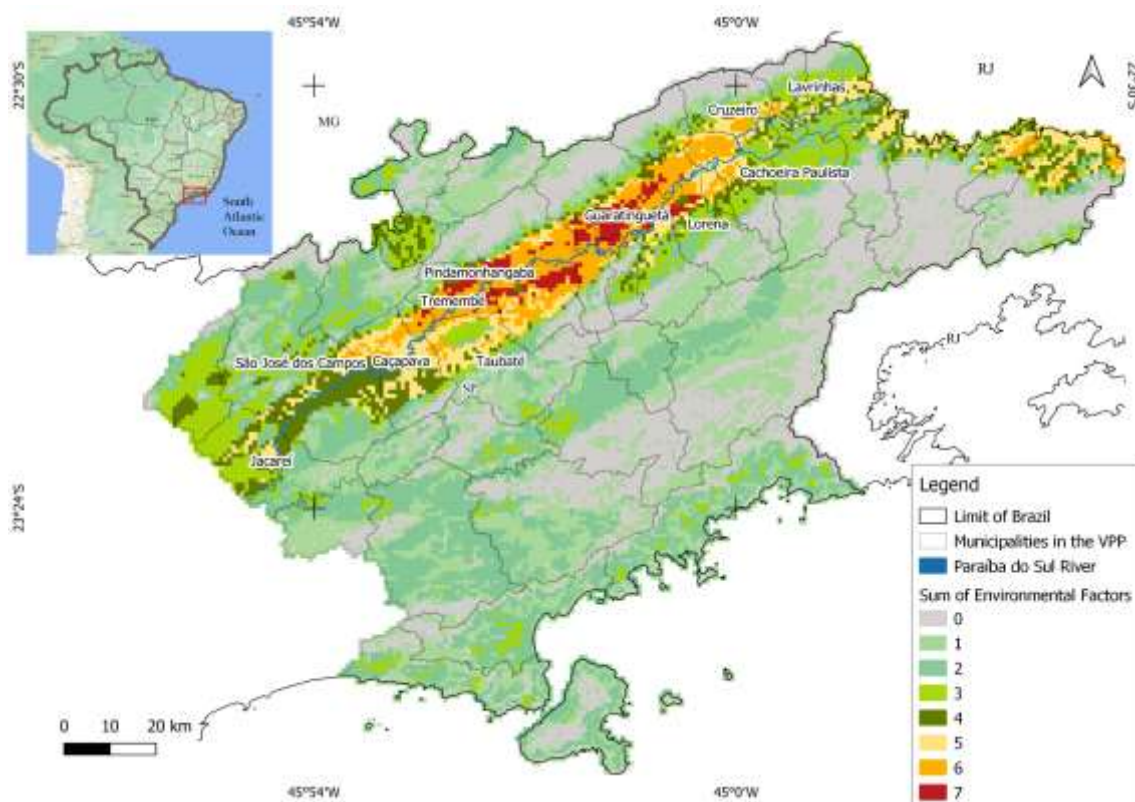 45°54'W
45°0'W
22°30'S
22°30'S
RJ
MG
Lavrinhas
Cruzeiro
Cachoeira Paulista
South
Atlantic
Ocean
Guaratinguetá
Lorena
Pindamonhangaba
Tremembé
São José dos Campos
Caçapava
Taubaté
SP
RJ
Jacareí
23°24'S
Legend
Limit of Brazil
Municipalities in the VPP
Paraíba do Sul River
Sum of Environmental Factors
0
1
2
3
4
5
6
7
0 10 20 km
45°54'W
45°0'W